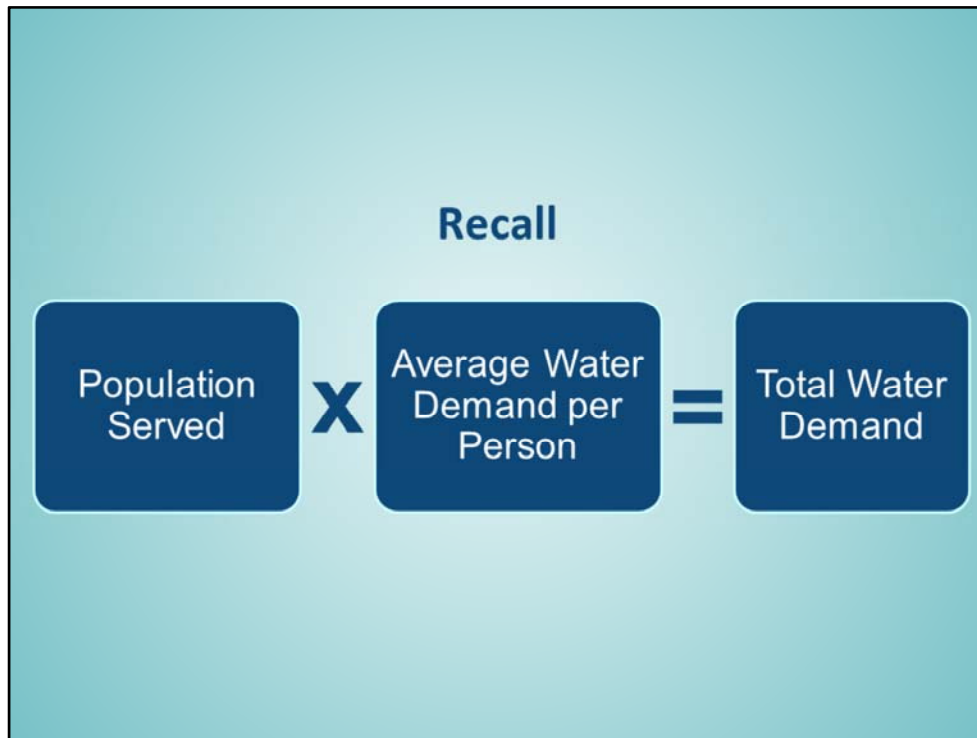 Recall
Population
Served
x
Average Water
Demand per
Person
=
Total Water
Demand